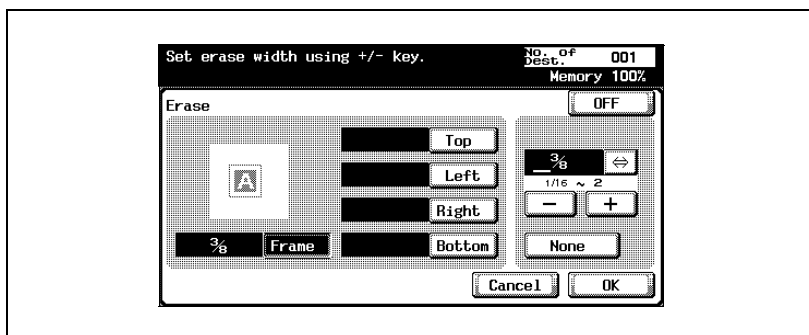 Set erase width using +/- key.
No. of Dest. 001
Memory 100%
Erase
OFF
Top
Left
Right
Bottom
A
3/8 Frame
3/8 ⇔
1/16 ~ 2
− +
None
Cancel OK